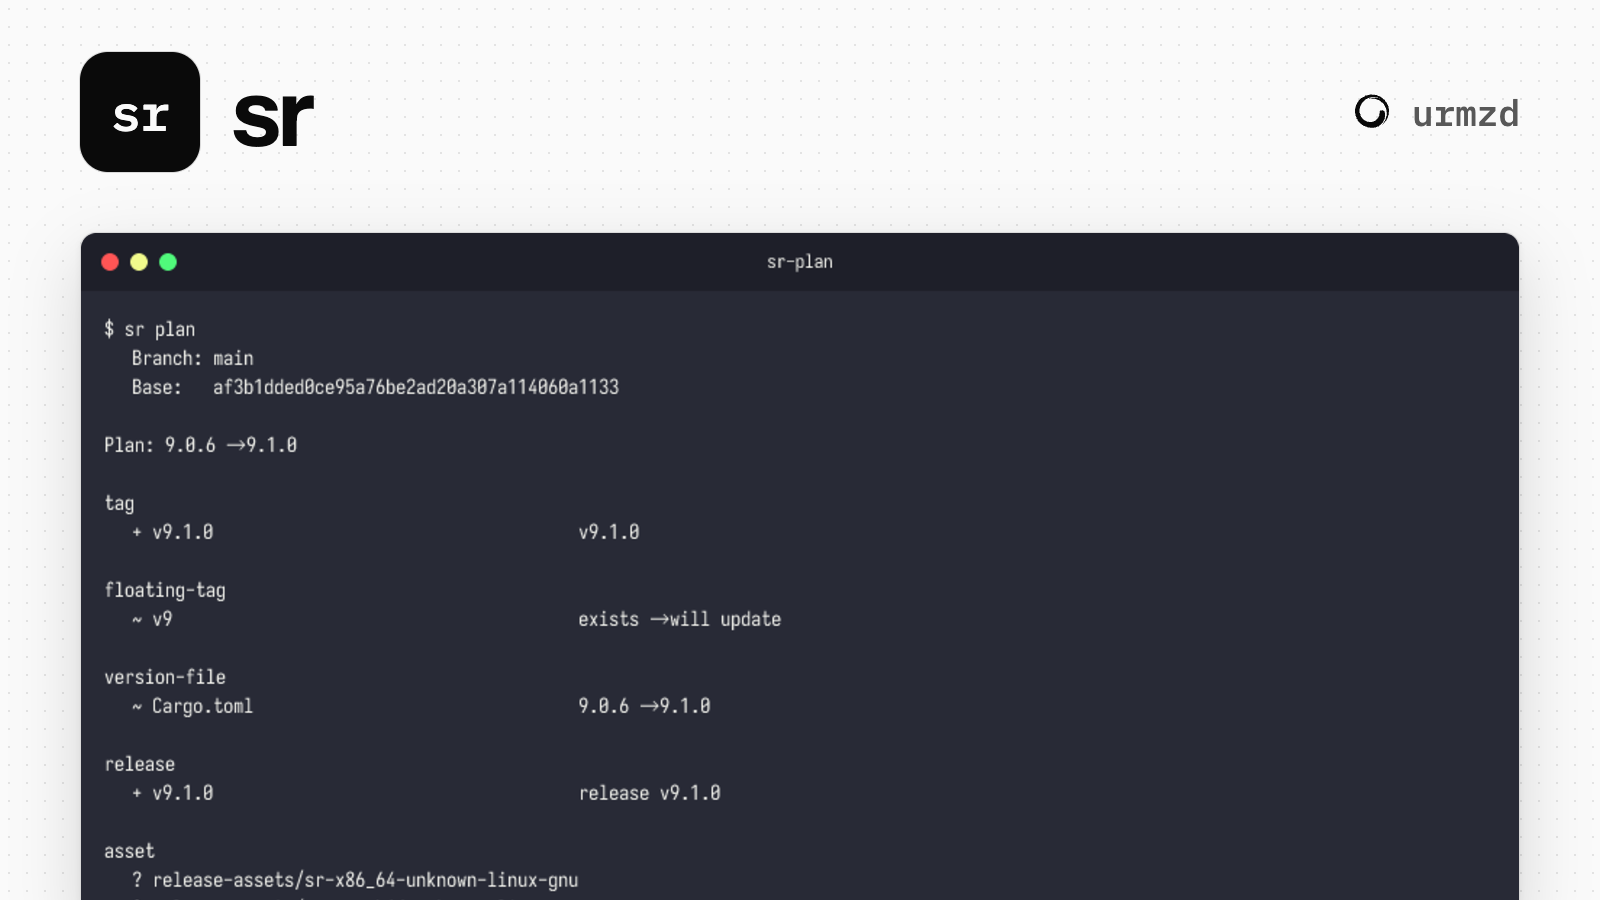 sr
sr
urmzd
sr-plan
$ sr plan
Branch: main
Base:   af3b1dded0ce95a76be2ad20a307a114060a1133
Plan: 9.0.6 →9.1.0
tag
+ v9.1.0    v9.1.0
floating-tag
~ v9    exists →will update
version-file
~ Cargo.toml    9.0.6 →9.1.0
release
+ v9.1.0    release v9.1.0
asset
? release-assets/sr-x86_64-unknown-linux-gnu